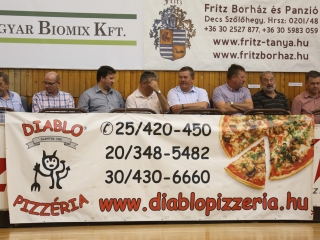 GYAR BIOMIX KFT.
Fritz Borház és Panzió
Decs Szőlőhegy. Hrsz: 0201/48
+36 30 2527 877, +36 30 5983 059
www.fritz-tanya.hu
www.fritzborhaz.hu
DIABLO
PIZZÉRIA
25/420-450
20/348-5482
30/430-6660
www.diablopizzeria.hu